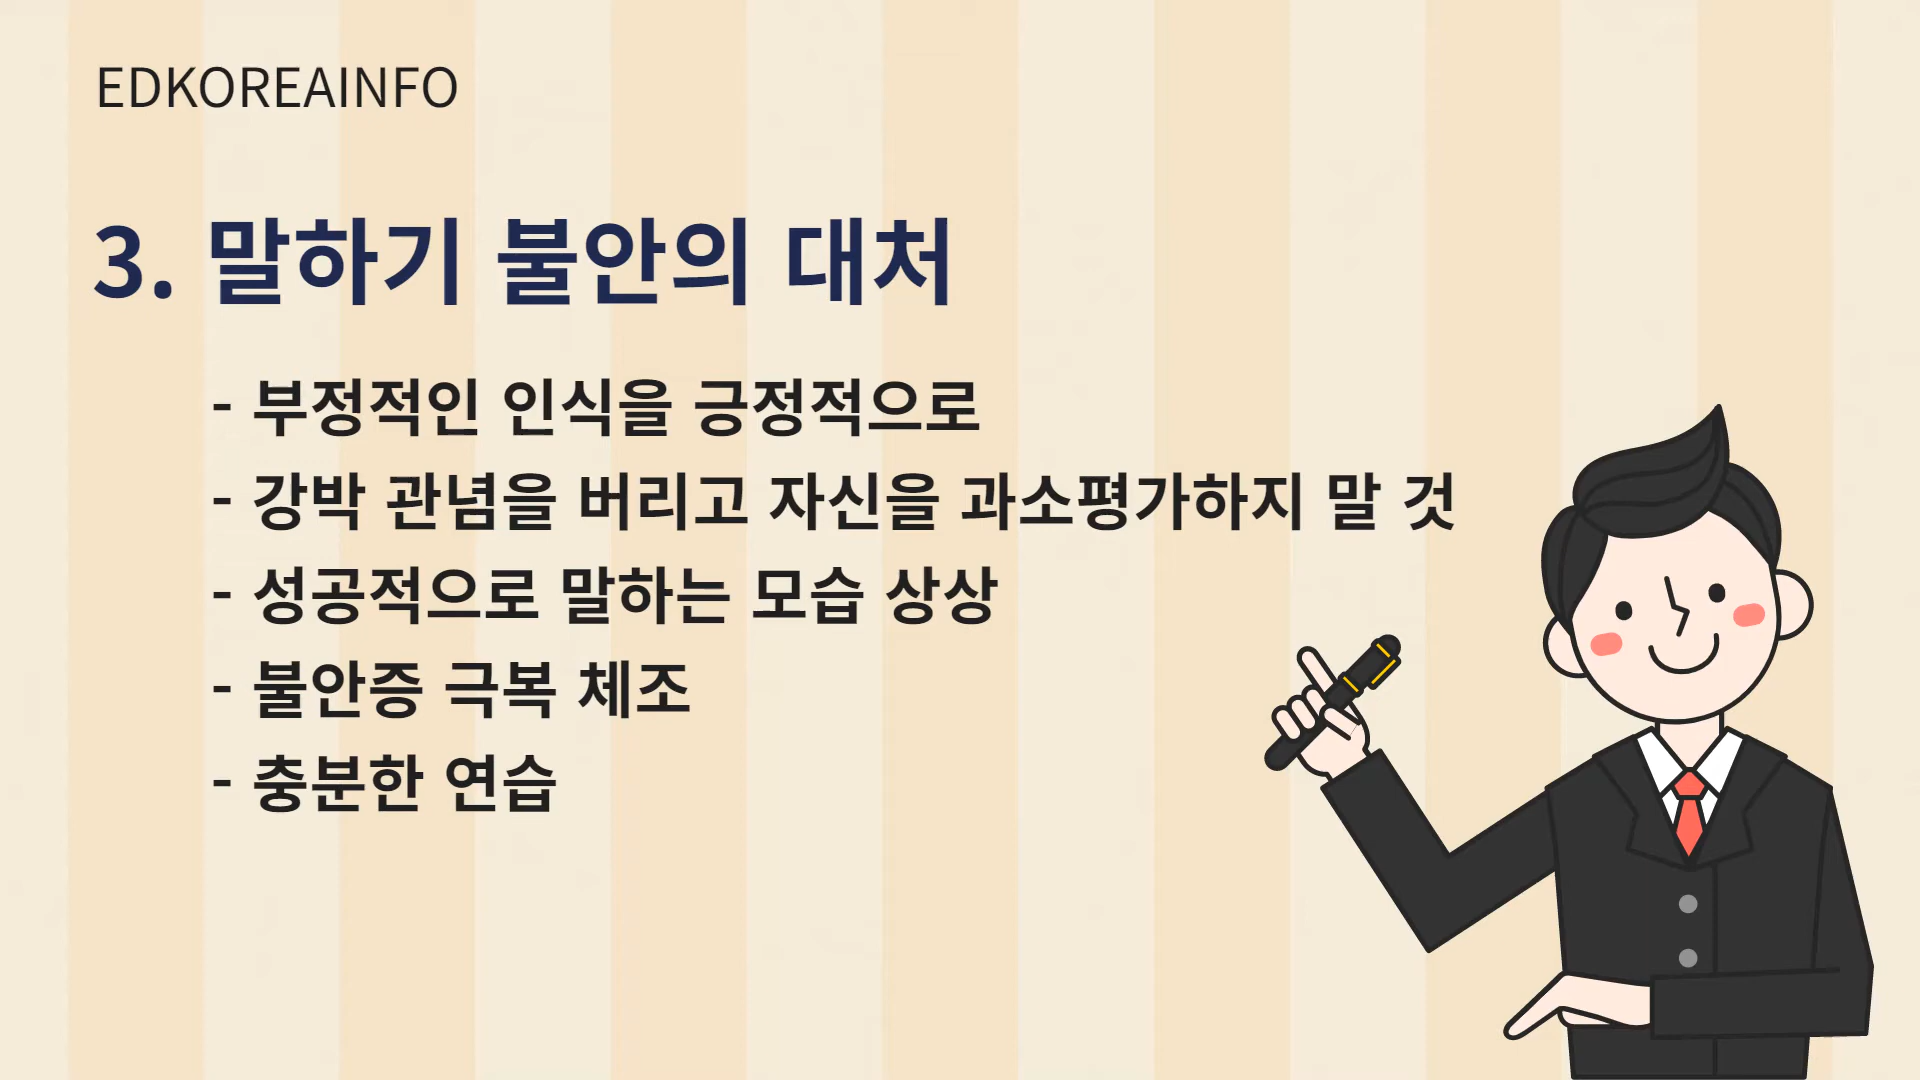 EDKOREAINFO
3. 말하기 불안의 대처
- 부정적인 인식을 긍정적으로
- 강박 관념을 버리고 자신을 과소평가하지 말 것
- 성공적으로 말하는 모습 상상
- 불안증 극복 체조
- 충분한 연습